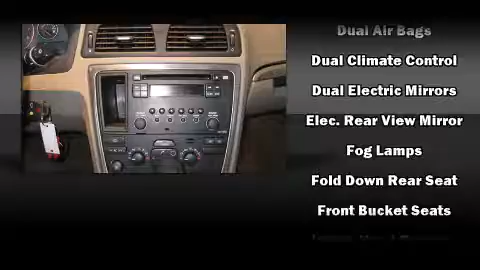 Dual Air Bags
Dual Climate Control
Dual Electric Mirrors
Elec. Rear View Mirror
Fog Lamps
Fold Down Rear Seat
Front Bucket Seats